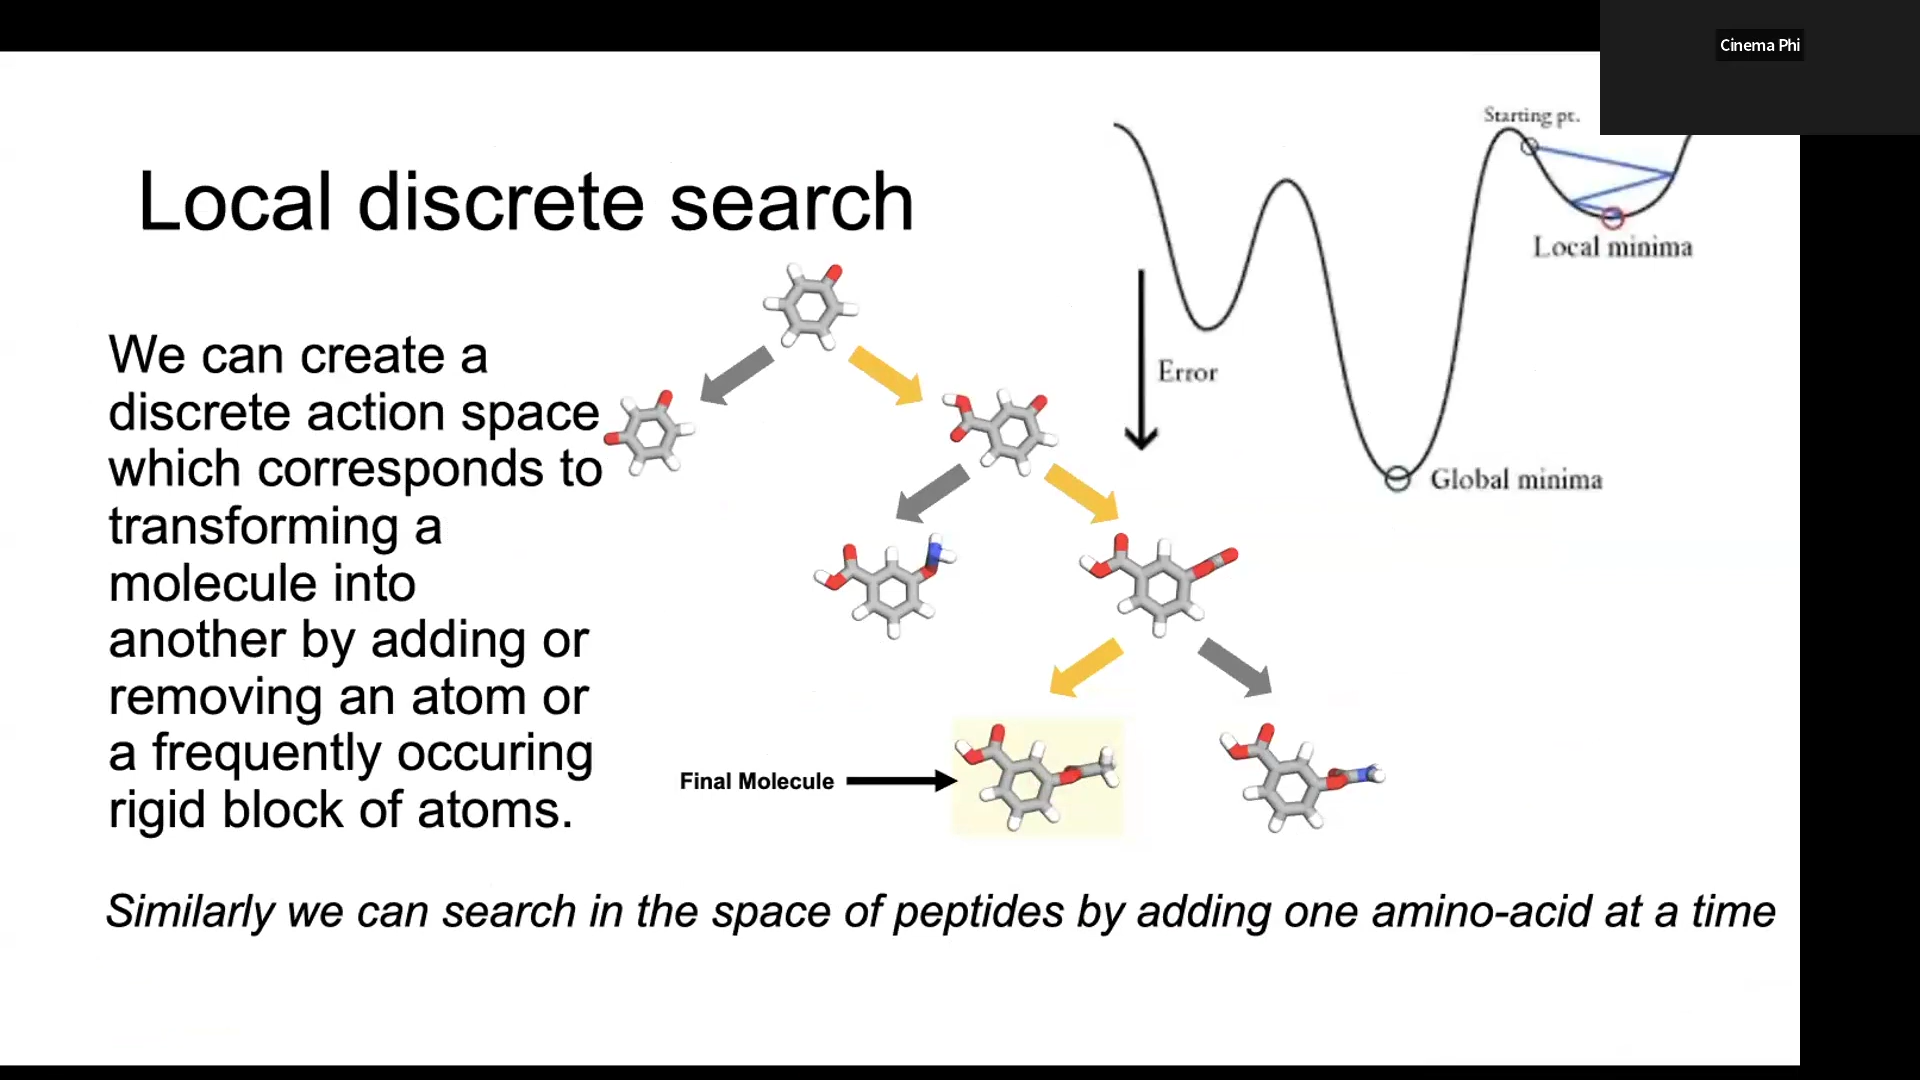 Cinema Phi
Starting pt.
Local discrete search
Local minima
We can create a
discrete action space
which corresponds to
transforming a
molecule into
another by adding or
removing an atom or
a frequently occuring
rigid block of atoms.
Error
Global minima
Final Molecule
Similarly we can search in the space of peptides by adding one amino-acid at a time